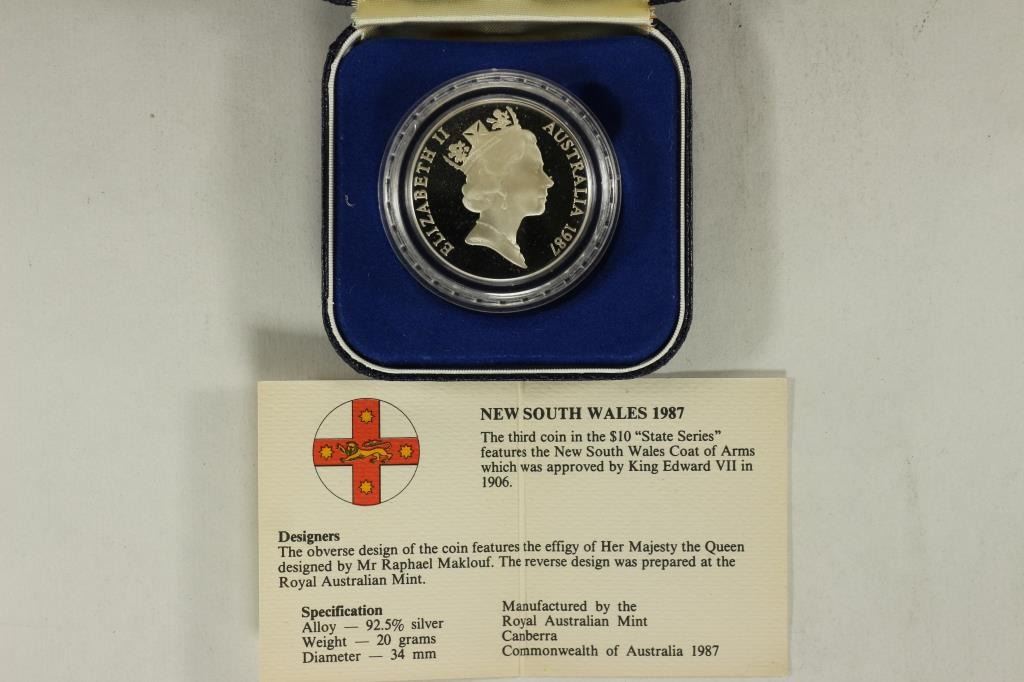 ELIZABETH II
AUSTRALIA 1987
NEW SOUTH WALES 1987
The third coin in the $10 “State Series”
features the New South Wales Coat of Arms
which was approved by King Edward VII in
1906.
Designers
The obverse design of the coin features the effigy of Her Majesty the Queen
designed by Mr Raphael Maklouf. The reverse design was prepared at the
Royal Australian Mint.
Specification
Alloy — 92.5% silver
Weight — 20 grams
Diameter — 34 mm
Manufactured by the
Royal Australian Mint
Canberra
Commonwealth of Australia 1987